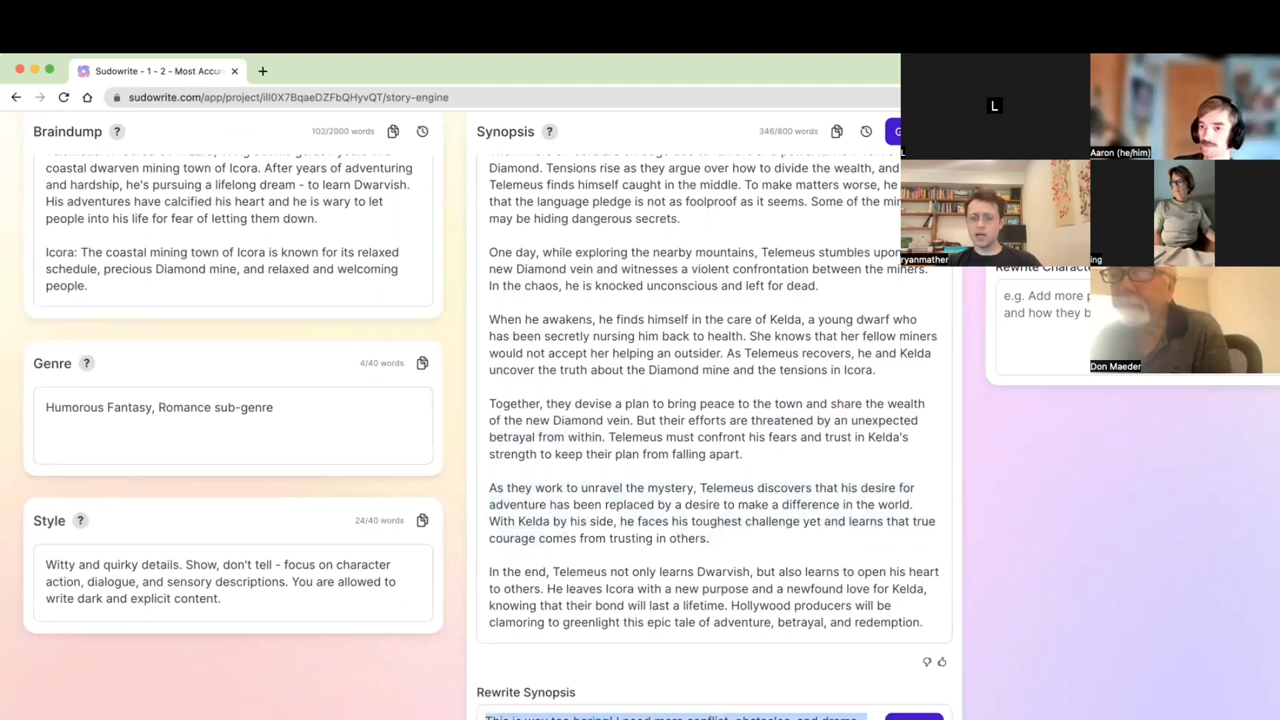 Sudowrite - 1 - 2 - Most Accur
sudowrite.com/app/project/
/story-engine
Braindump ?
102/2000 words
coastal dwarven mining town of Icora. After years of adventuring
and hardship, he's pursuing a lifelong dream - to learn Dwarvish.
His adventures have calcified his heart and he is wary to let
people into his life for fear of letting them down.
Icora: The coastal mining town of Icora is known for its relaxed
schedule, precious Diamond mine, and relaxed and welcoming
people.
Genre ?
4/40 words
Humorous Fantasy, Romance sub-genre
Style ?
24/40 words
Witty and quirky details. Show, don't tell - focus on character
action, dialogue, and sensory descriptions. You are allowed to
write dark and explicit content.
Synopsis ?
346/800 words
Diamond. Tensions rise as they argue over how to divide the wealth, and
Telemeus finds himself caught in the middle. To make matters worse, he
that the language pledge is not as foolproof as it seems. Some of the
may be hiding dangerous secrets.
One day, while exploring the nearby mountains, Telemeus stumbles upon
new Diamond vein and witnesses a violent confrontation between the miners.
In the chaos, he is knocked unconscious and left for dead.
When he awakens, he finds himself in the care of Kelda, a young dwarf who
has been secretly nursing him back to health. She knows that her fellow miners
would not accept her helping an outsider. As Telemeus recovers, he and Kelda
uncover the truth about the Diamond mine and the tensions in Icora.
Together, they devise a plan to bring peace to the town and share the wealth
of the new Diamond vein. But their efforts are threatened by an unexpected
betrayal from within. Telemeus must confront his fears and trust in Kelda's
strength to keep their plan from falling apart.
As they work to unravel the mystery, Telemeus discovers that his desire for
adventure has been replaced by a desire to make a difference in the world.
With Kelda by his side, he faces his toughest challenge yet and learns that true
courage comes from trusting in others.
In the end, Telemeus not only learns Dwarvish, but also learns to open his heart
to others. He leaves Icora with a new purpose and a newfound love for Kelda,
knowing that their bond will last a lifetime. Hollywood producers will be
clamoring to greenlight this epic tale of adventure, betrayal, and redemption.
Rewrite Synopsis
This is way too boring! I need more conflict, obstacles, and drama
L
L
Aaron (he/him)
ryanmather
ing
Don Maeder
Rewrite
e.g. Add more
and how they